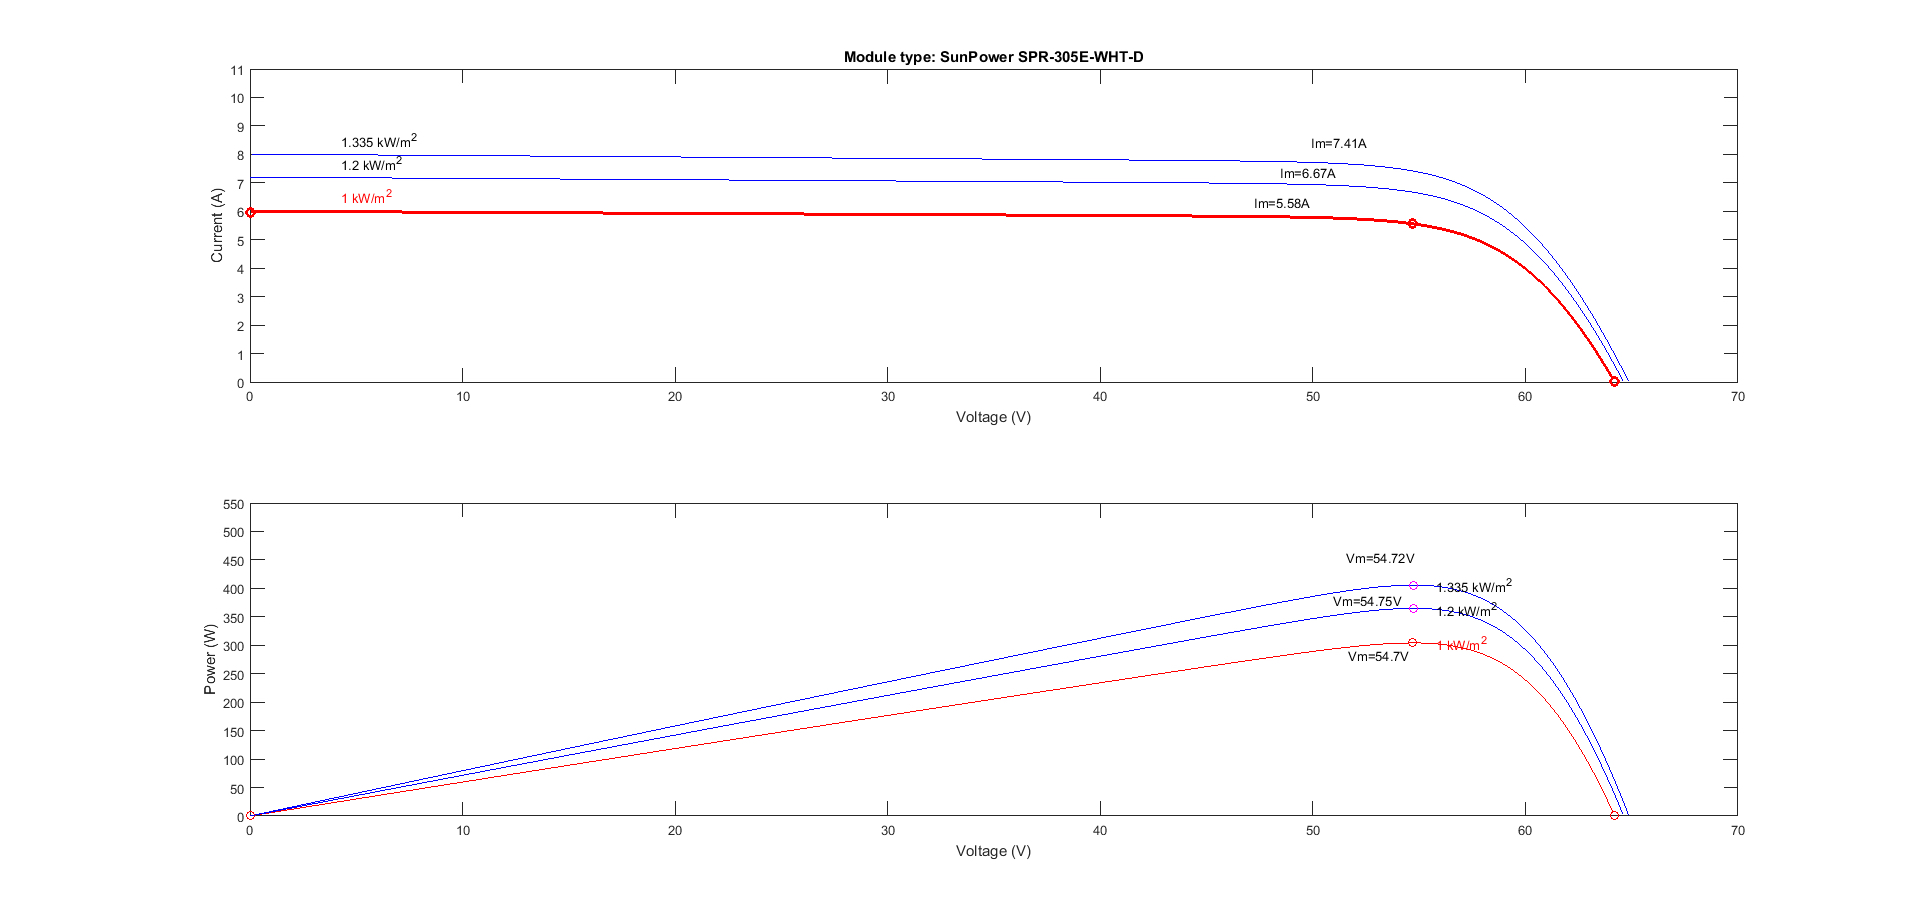 Module type: SunPower SPR-305E-WHT-D
11
10
9
8
7
6
5
4
3
2
1
0
Current (A)
1.335 kW/m²
1.2 kW/m²
1 kW/m²
Im=7.41A
Im=6.67A
Im=5.58A
0 10 20 30 40 50 60 70
Voltage (V)
550
500
450
400
350
300
250
200
150
100
50
0
Power (W)
Vm=54.72V
1.335 kW/m²
Vm=54.75V
1.2 kW/m²
1 kW/m²
Vm=54.7V
0 10 20 30 40 50 60 70
Voltage (V)